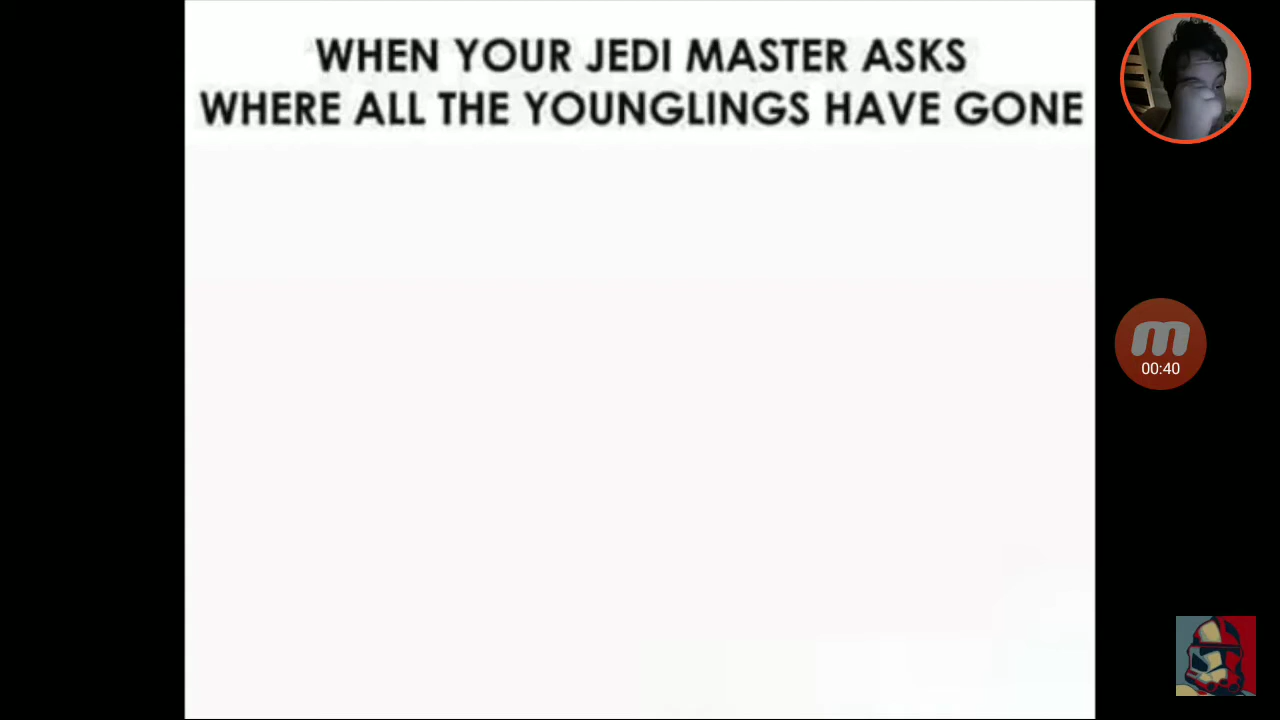 WHEN YOUR JEDI MASTER ASKS
WHERE ALL THE YOUNGLINGS HAVE GONE
m
00:40